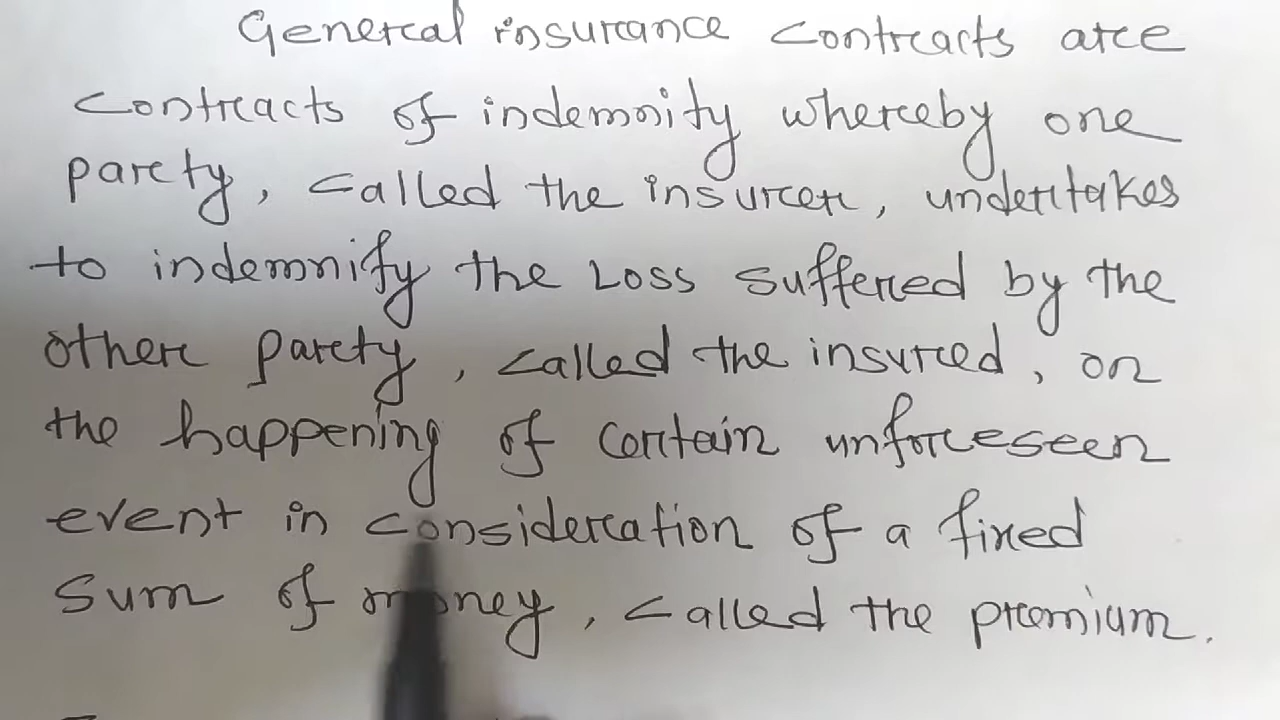 General insurance contracts are
contracts of indemnity whereby one
party, called the insurer, undertakes
to indemnify the Loss suffered by the
other party, called the insured, on
the happening of certain unforeseen
event in consideration of a fixed
Sum of money, called the premium.